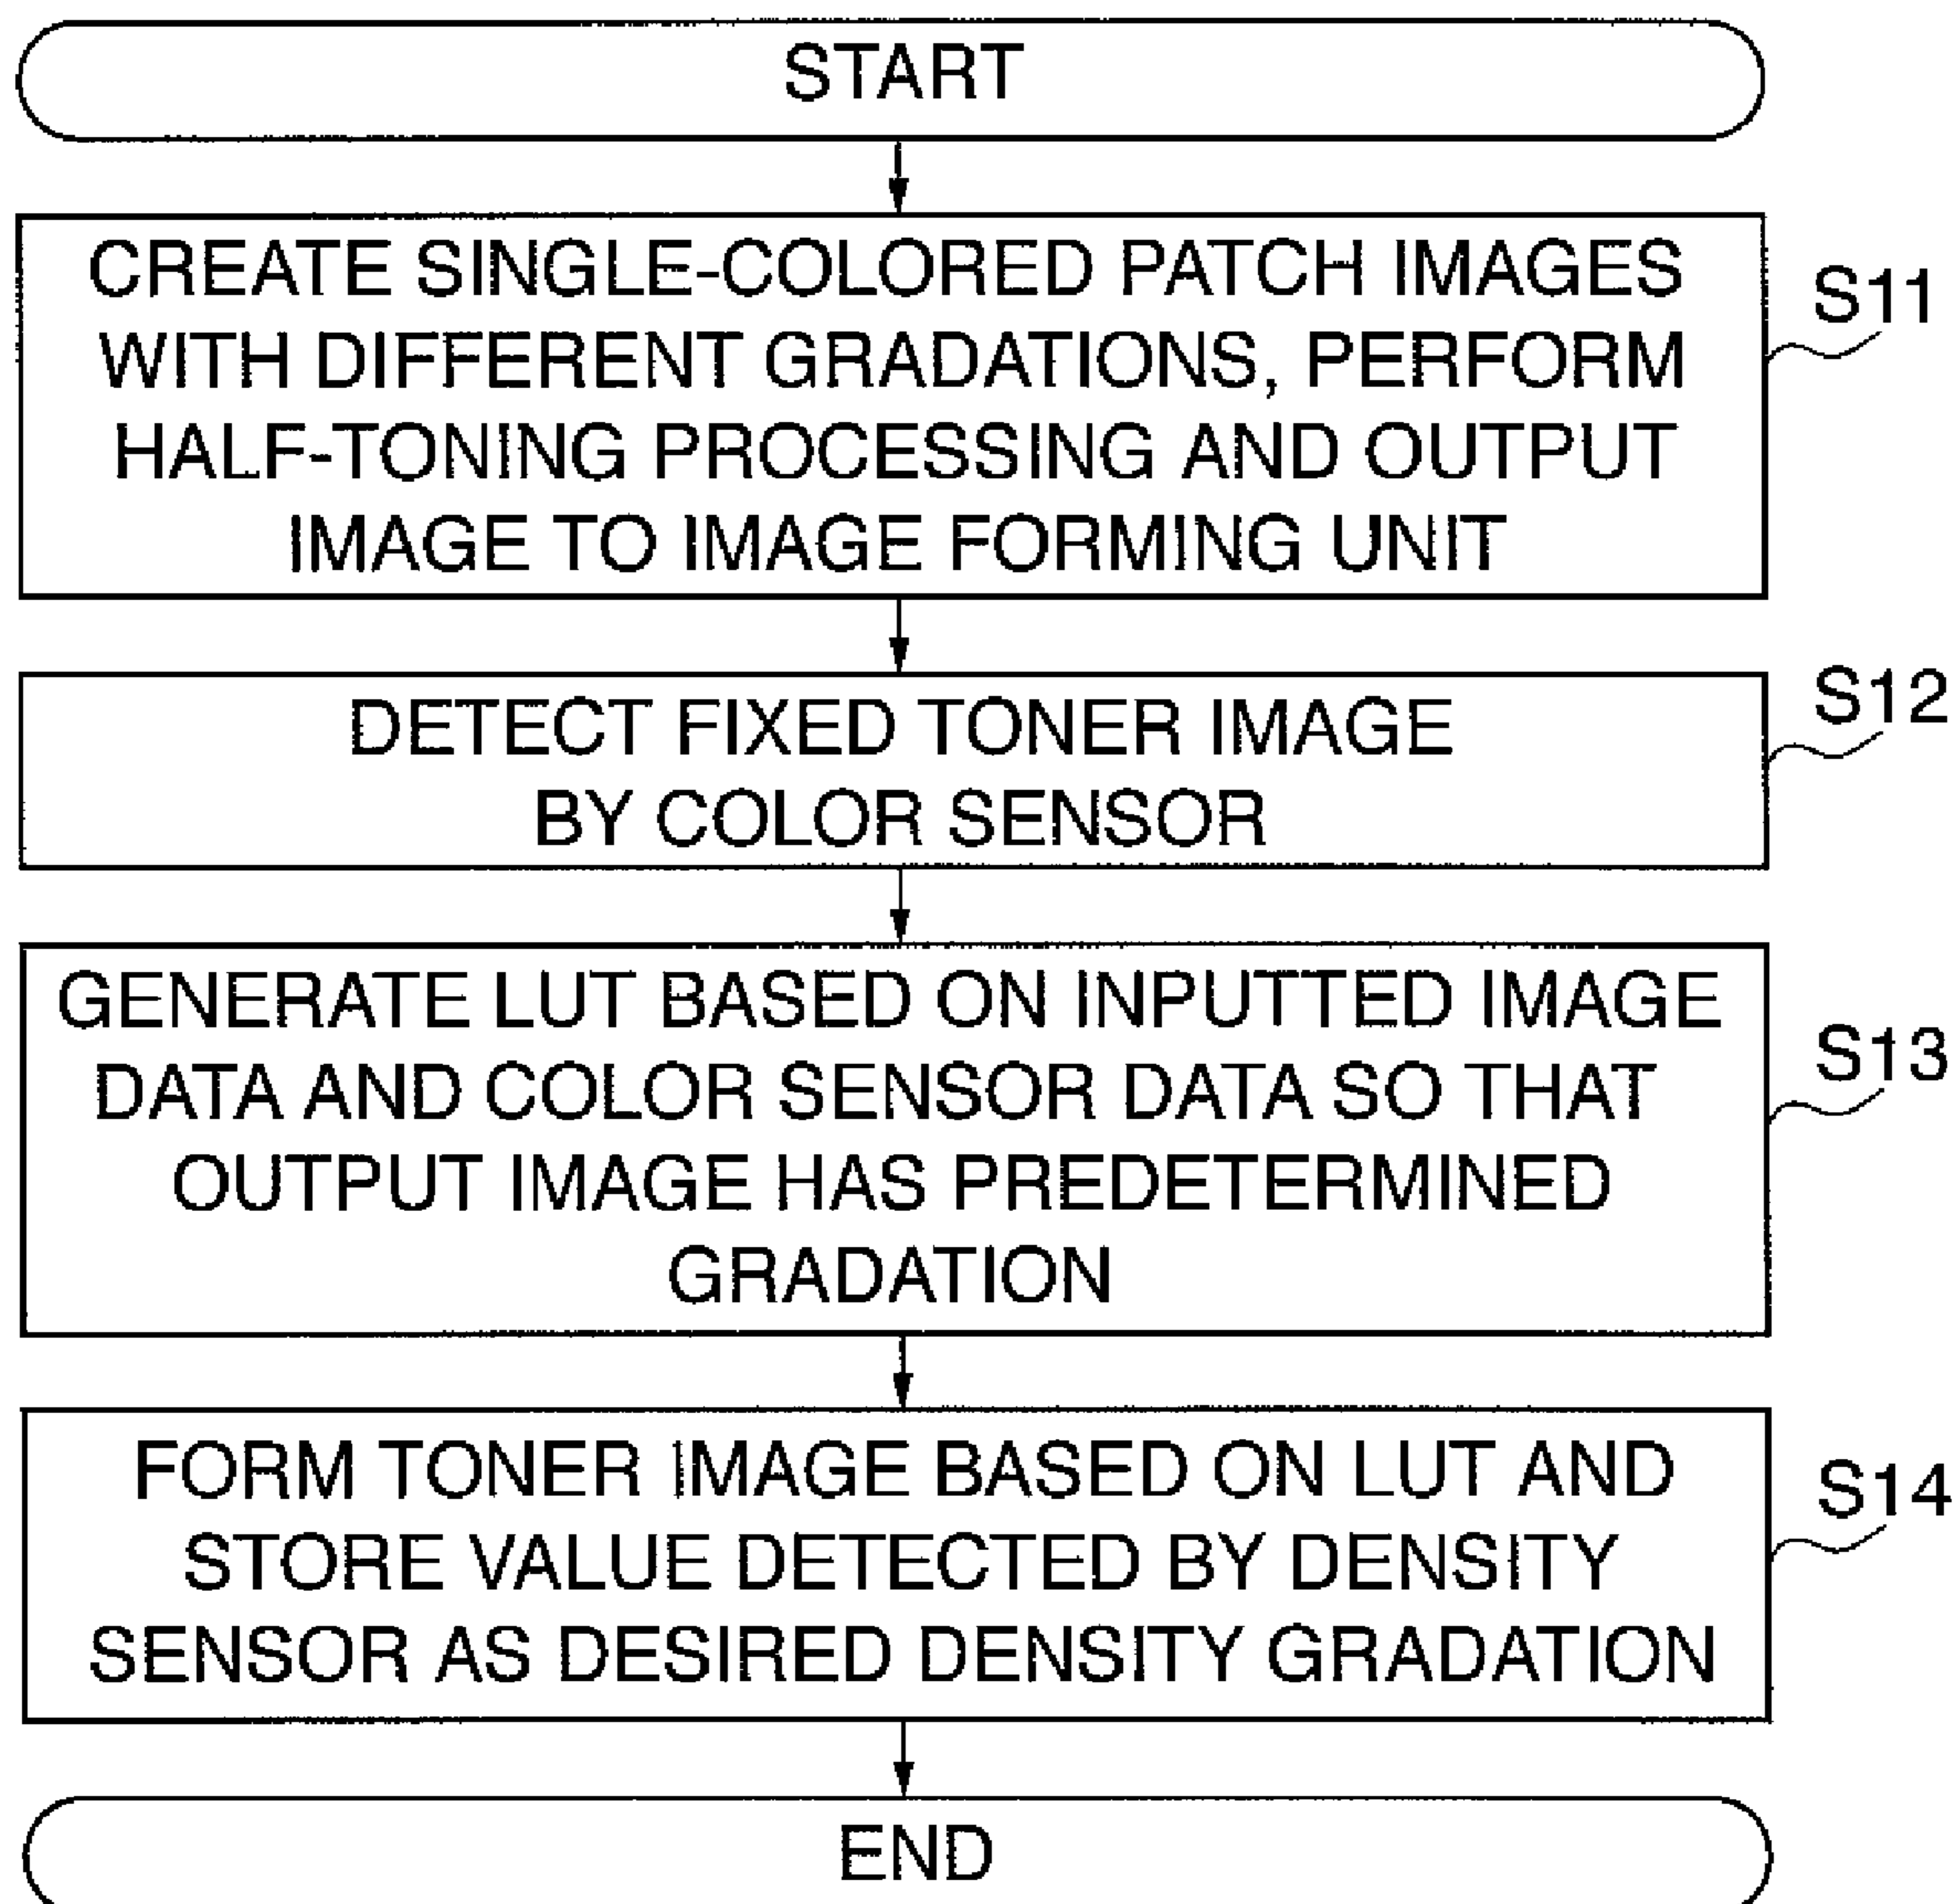 START
CREATE SINGLE-COLORED PATCH IMAGES
WITH DIFFERENT GRADATIONS, PERFORM
HALF-TONING PROCESSING AND OUTPUT
IMAGE TO IMAGE FORMING UNIT
S11
DETECT FIXED TONER IMAGE
BY COLOR SENSOR
S12
GENERATE LUT BASED ON INPUTTED IMAGE
DATA AND COLOR SENSOR DATA SO THAT
OUTPUT IMAGE HAS PREDETERMINED
GRADATION
S13
FORM TONER IMAGE BASED ON LUT AND
STORE VALUE DETECTED BY DENSITY
SENSOR AS DESIRED DENSITY GRADATION
S14
END